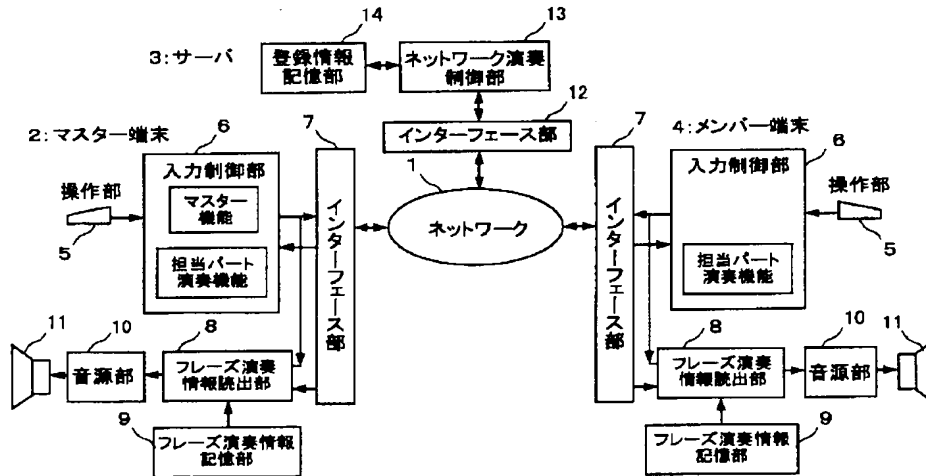 14
13
3:サーバ
登録情報
記憶部
ネットワーク演奏
制御部
12
2:マスター端末
6
7
インターフェース部
7
4:メンバー端末
6
入力制御部
1
入力制御部
操作部
マスター
機能
操作部
5
インターフェース部
ネットワーク
インターフェース部
5
担当パート
演奏機能
担当パート
演奏機能
11
10
8
8
10
11
音源部
フレーズ演奏
情報読出部
フレーズ演奏
情報読出部
音源部
9
フレーズ演奏情報
記憶部
フレーズ演奏情報
記憶部
9